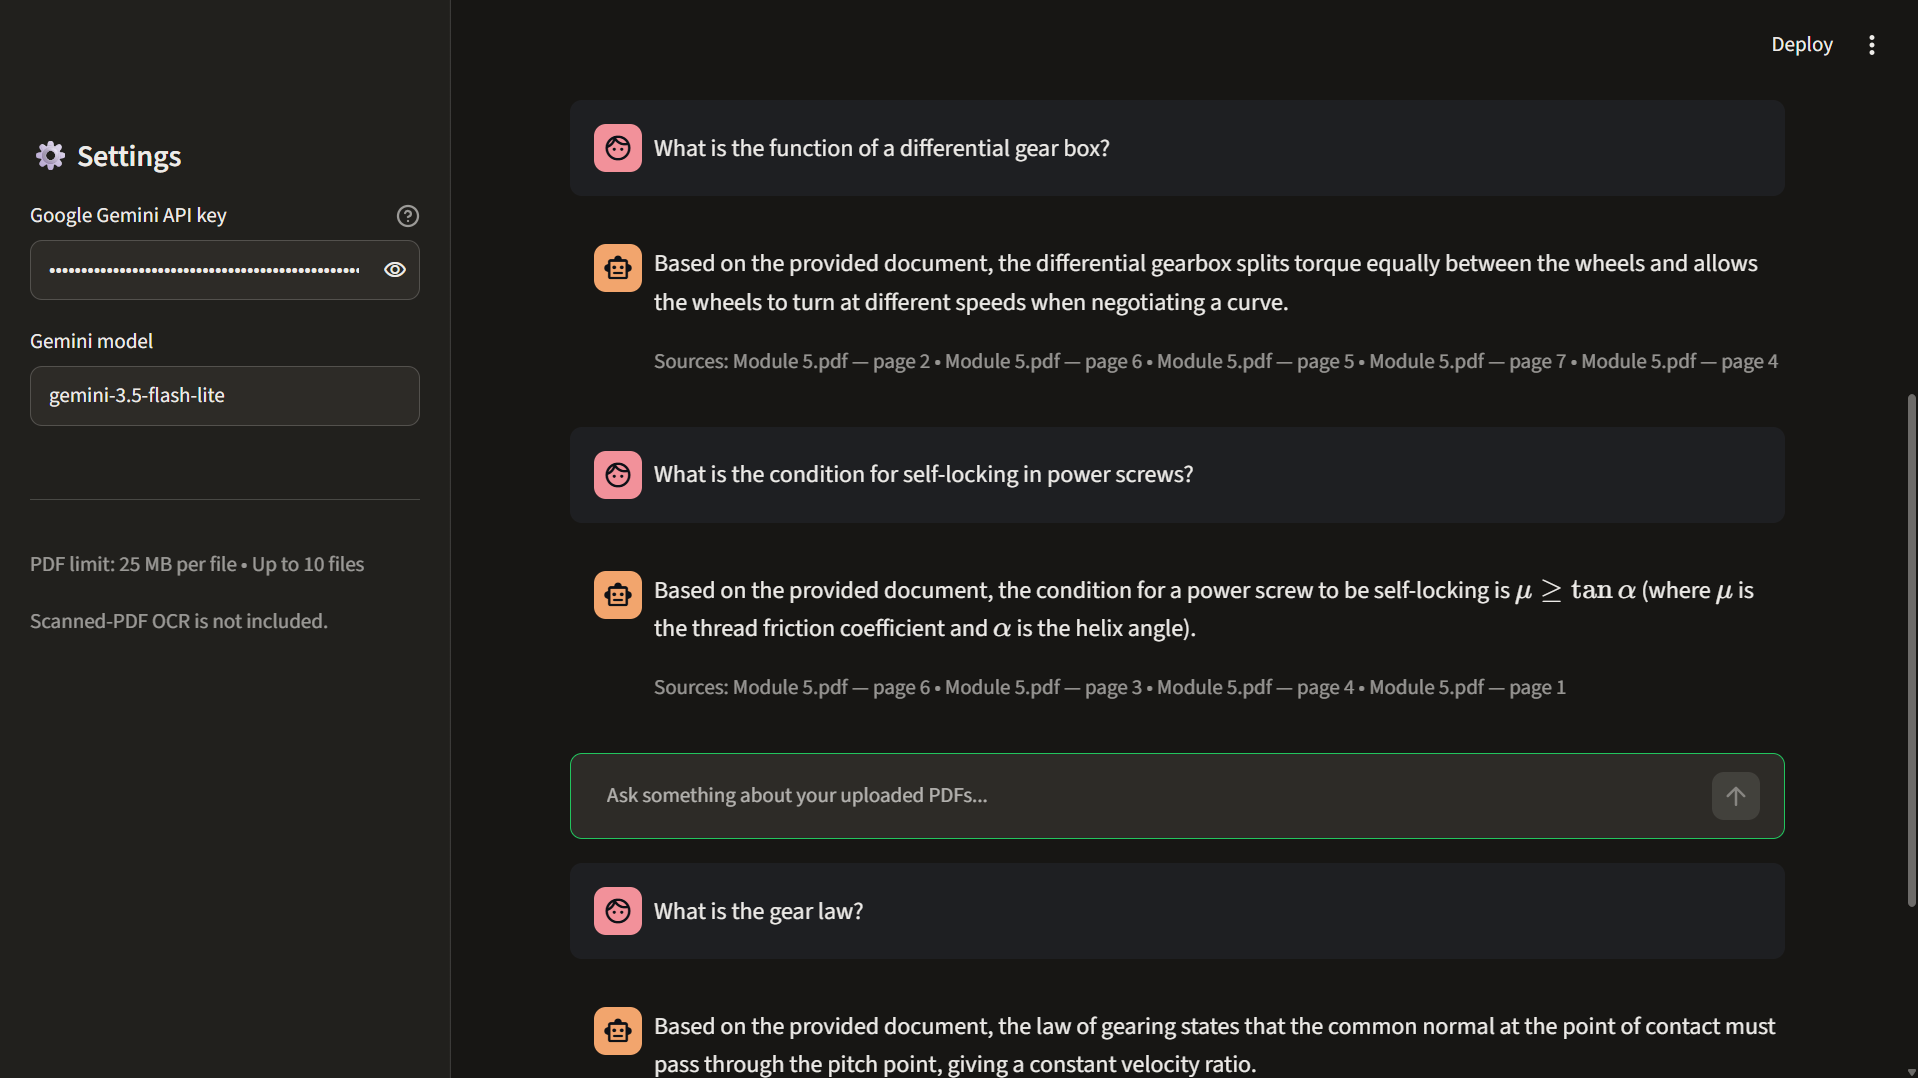 Deploy
Settings
Google Gemini API key
Gemini model
gemini-3.5-flash-lite
PDF limit: 25 MB per file • Up to 10 files
Scanned-PDF OCR is not included.
What is the function of a differential gear box?
Based on the provided document, the differential gearbox splits torque equally between the wheels and allows
the wheels to turn at different speeds when negotiating a curve.
Sources: Module 5.pdf — page 2 • Module 5.pdf — page 6 • Module 5.pdf — page 5 • Module 5.pdf — page 7 • Module 5.pdf — page 4
What is the condition for self-locking in power screws?
Based on the provided document, the condition for a power screw to be self-locking is μ ≥ tan α (where μ is
the thread friction coefficient and α is the helix angle).
Sources: Module 5.pdf — page 6 • Module 5.pdf — page 3 • Module 5.pdf — page 4 • Module 5.pdf — page 1
Ask something about your uploaded PDFs...
What is the gear law?
Based on the provided document, the law of gearing states that the common normal at the point of contact must
pass through the pitch point, giving a constant velocity ratio.